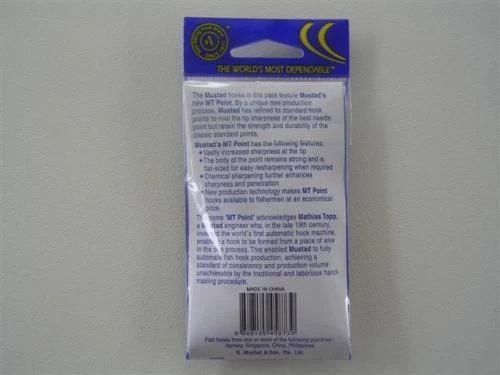 THE WORLD'S MOST DEPENDABLE™
The Mustad hooks in this pack feature Mustad's
new MT Point. By a unique new production
process, Mustad has refined its standard hook
points to rival the tip sharpness of the best needle
point but retain the strength and durability of the
classic standard points.
Mustad's MT Point has the following features:
• Vastly increased sharpness at the tip
• The body of the point remains strong and is
flat-sided for easy resharpening when required
• Chemical sharpening further enhances
sharpness and penetration
• New production technology makes MT Point
hooks available to fishermen at an economical
price.
The name 'MT Point' acknowledges Mathias Topp,
a Mustad engineer who, in the late 19th century,
invented the world's first automatic hook machine,
enabling a hook to be formed from a piece of wire
in the one process. This enabled Mustad to fully
automate fish hook production, achieving a
standard of consistency and production volume
unachievable by the traditional and laborious hand-
making procedure.
MADE IN CHINA
Fish hooks from one or more of the following countries:
Norway, Singapore, China, Philippines.
O. Mustad & Son, Pte. Ltd.